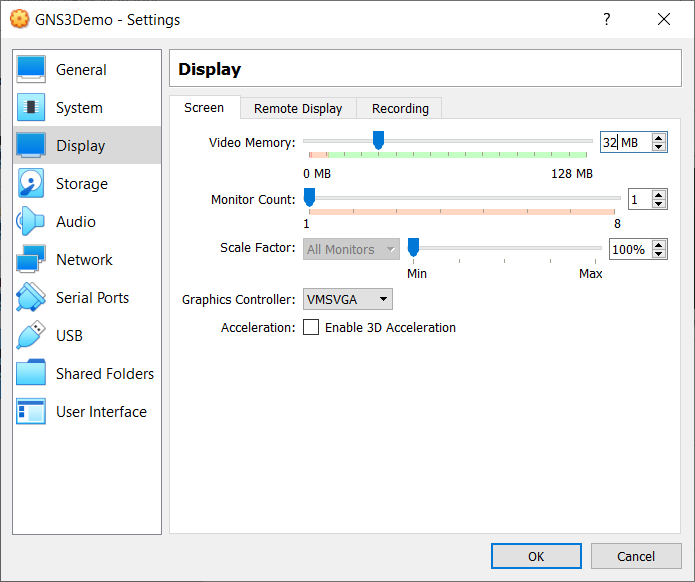 GNS3Demo - Settings
?
General
System
Display
Storage
Audio
Network
Serial Ports
USB
Shared Folders
User Interface
Display
Screen
Remote Display
Recording
Video Memory:
32 MB
0 MB
128 MB
Monitor Count:
1
1
8
Scale Factor:
All Monitors
100%
Min
Max
Graphics Controller:
VMSVGA
Acceleration:
Enable 3D Acceleration
OK
Cancel